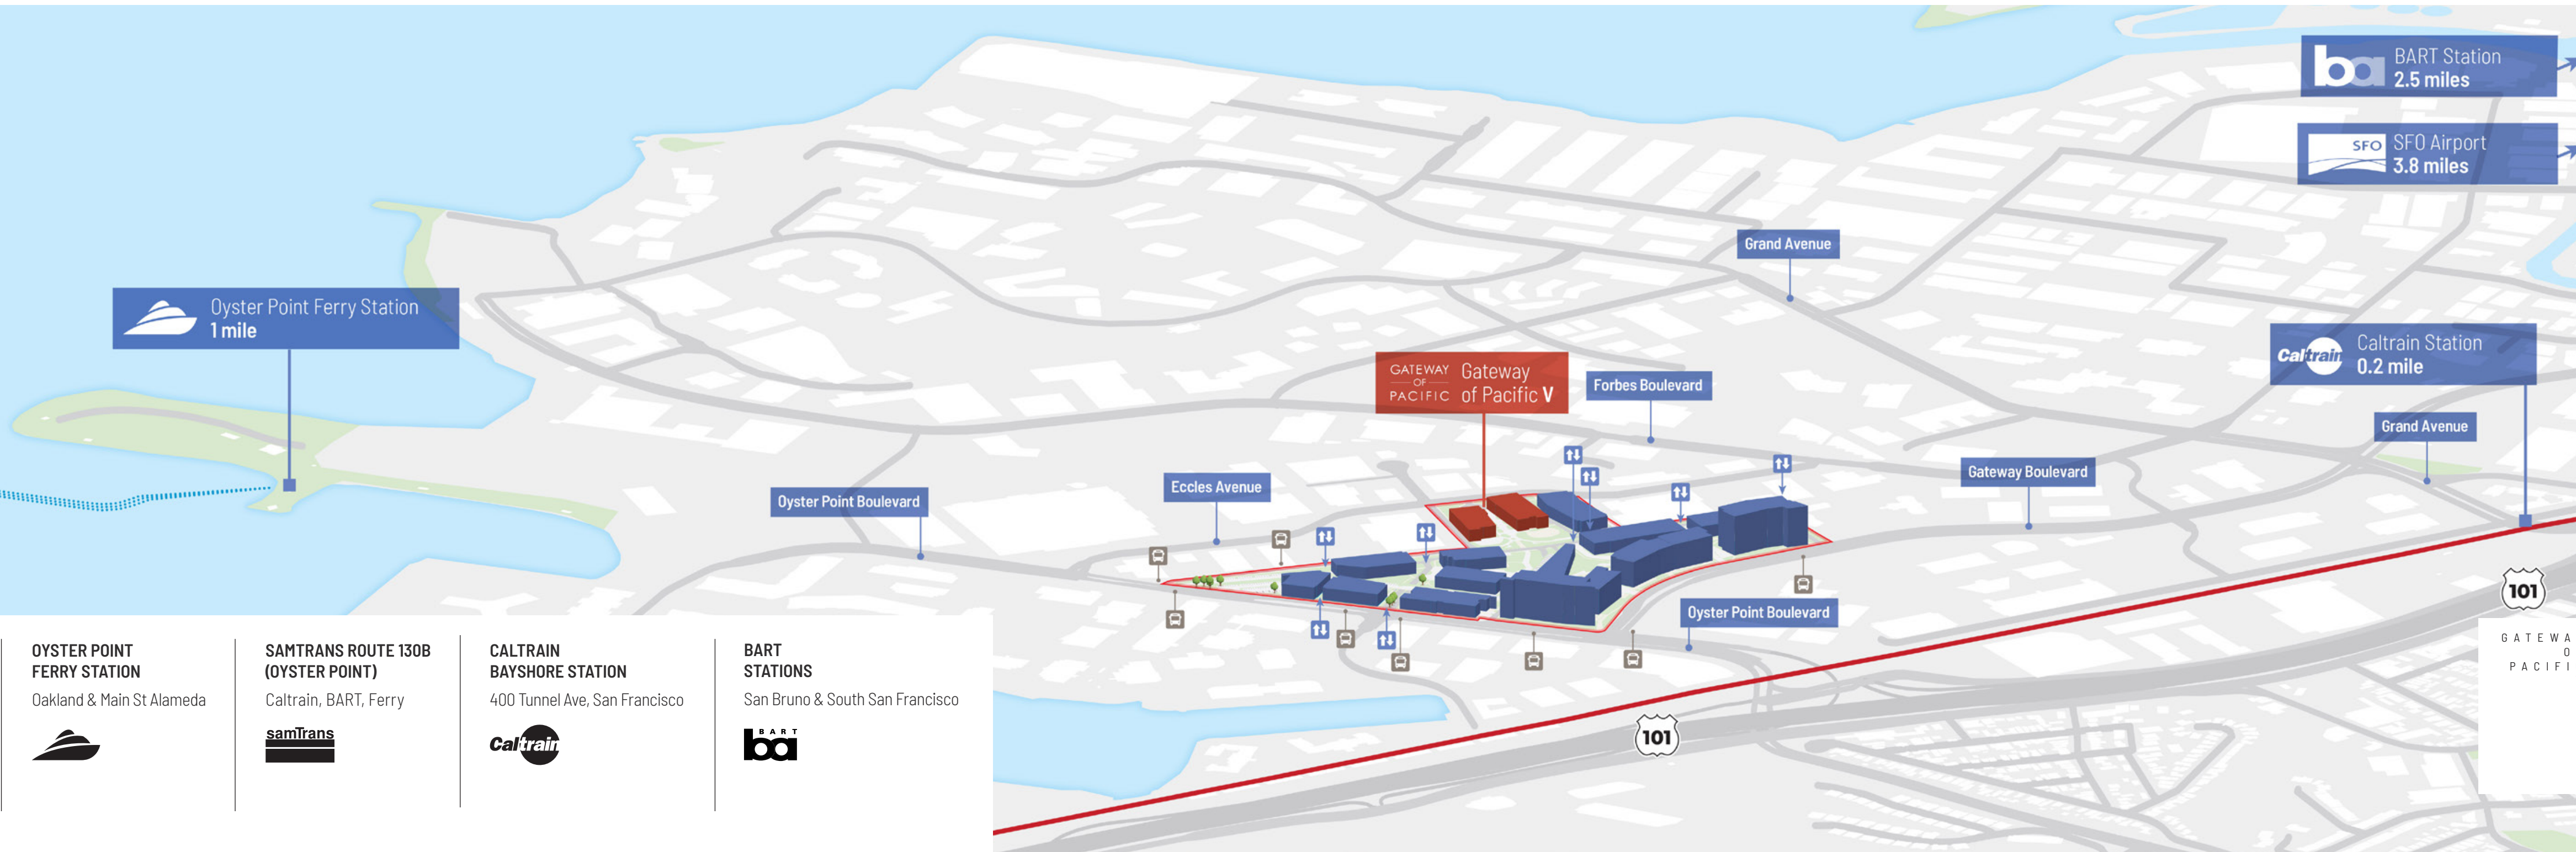 BART Station
2.5 miles
SFO
SFO Airport
3.8 miles
Grand Avenue
Oyster Point Ferry Station
1 mile
Caltrain
Caltrain Station
0.2 mile
GATEWAY
OF
PACIFIC
Gateway
of Pacific V
Forbes Boulevard
Grand Avenue
Gateway Boulevard
Eccles Avenue
Oyster Point Boulevard
101
Oyster Point Boulevard
101
OYSTER POINT
FERRY STATION
Oakland & Main St Alameda
SAMTRANS ROUTE 130B
(OYSTER POINT)
Caltrain, BART, Ferry
samTrans
CALTRAIN
BAYSHORE STATION
400 Tunnel Ave, San Francisco
Caltrain
BART
STATIONS
San Bruno & South San Francisco
BART
ba
GATEWA
O
PACIFI